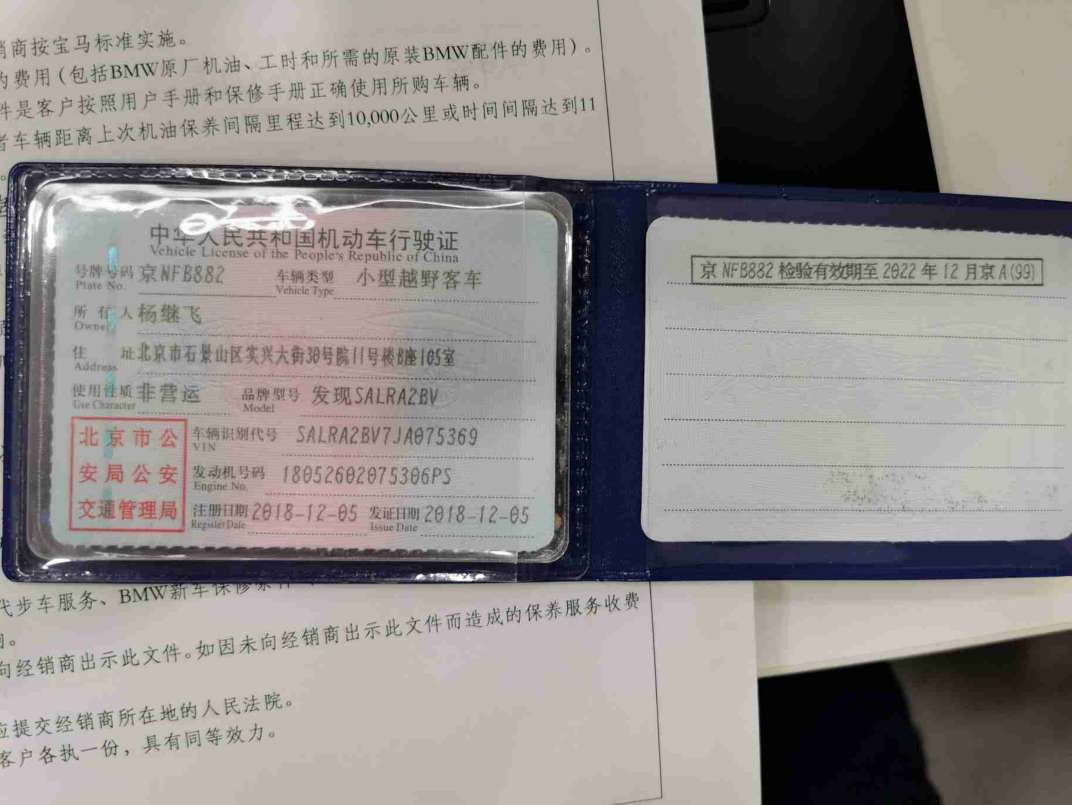 销商按宝马标准实施。
的费用(包括BMW原厂机油、工时和所需的原装BMW配件的费用)。
件是客户按照用户手册和保修手册正确使用所购车辆。
者车辆距离上次机油保养间隔里程达到10,000公里或时间间隔达到11
中华人民共和国机动车行驶证
Vehicle License of the People's Republic of China
号牌号码 京NFB882 车辆类型 小型越野客车
Plate No. Vehicle Type
所有人 杨继飞
Owner
住址 北京市石景山区实兴大街30号院11号楼B座105室
Address
使用性质 非营运 品牌型号 发现SALRA2BV
Use Character Model
北京市公
安局公安
交通管理局
车辆识别代号 SALRA2BV7JA075369
VIN
发动机号码 18052602075306PS
Engine No.
注册日期 2018-12-05 发证日期 2018-12-05
Register Date Issue Date
京NFB882 检验有效期至2022年12月京A(99)
代步车服务、BMW新车保修条件
向经销商出示此文件。如因未向经销商出示此文件而造成的保养服务收费
应提交经销商所在地的人民法院。
客户各执一份，具有同等效力。